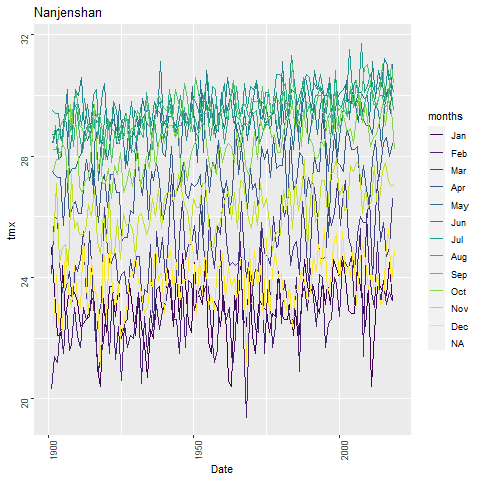 Nanjenshan
32
28
24
20
tmx
1900
1950
2000
Date
months
Jan
Feb
Mar
Apr
May
Jun
Jul
Aug
Sep
Oct
Nov
Dec
NA